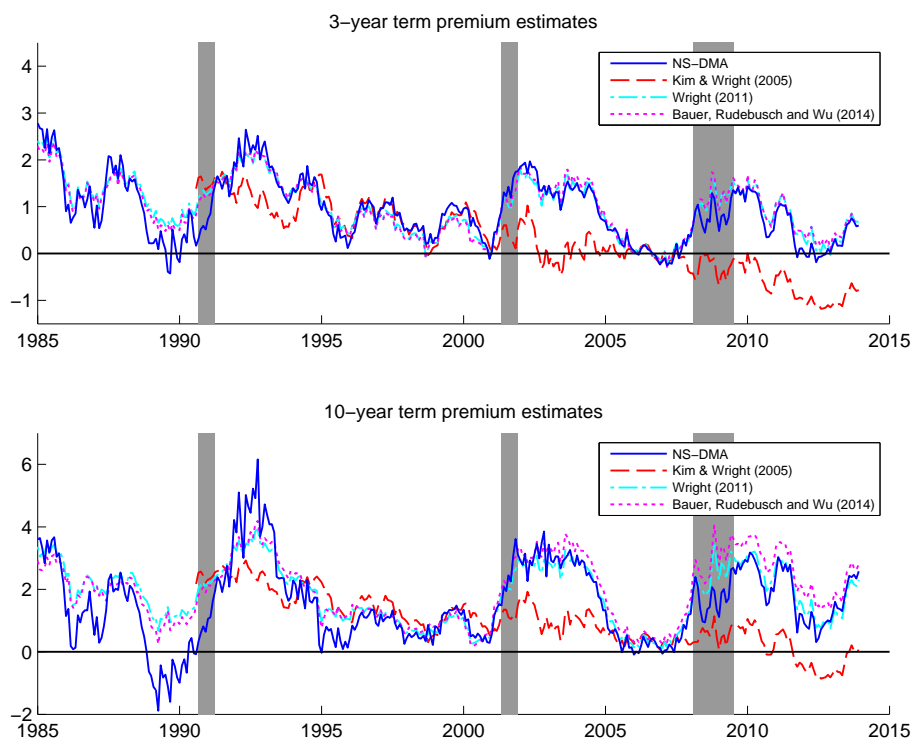 3−year term premium estimates
4
3
2
1
0
−1
NS−DMA
Kim & Wright (2005)
Wright (2011)
Bauer, Rudebusch and Wu (2014)
1985 1990 1995 2000 2005 2010 2015
10−year term premium estimates
6
4
2
0
−2
NS−DMA
Kim & Wright (2005)
Wright (2011)
Bauer, Rudebusch and Wu (2014)
1985 1990 1995 2000 2005 2010 2015